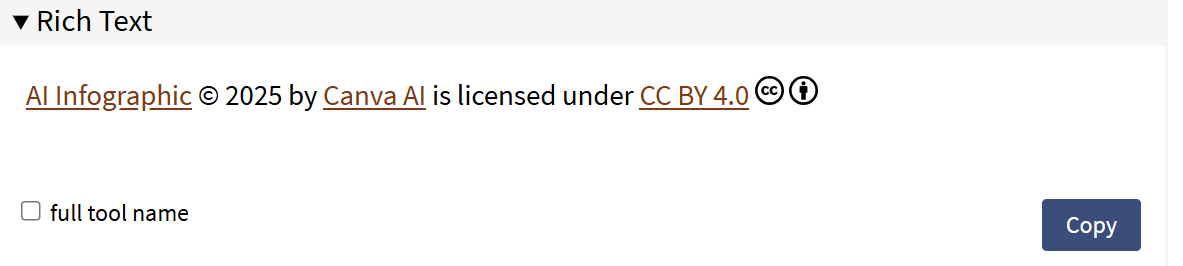 Rich Text
AI Infographic © 2025 by Canva AI is licensed under CC BY 4.0
full tool name
Copy